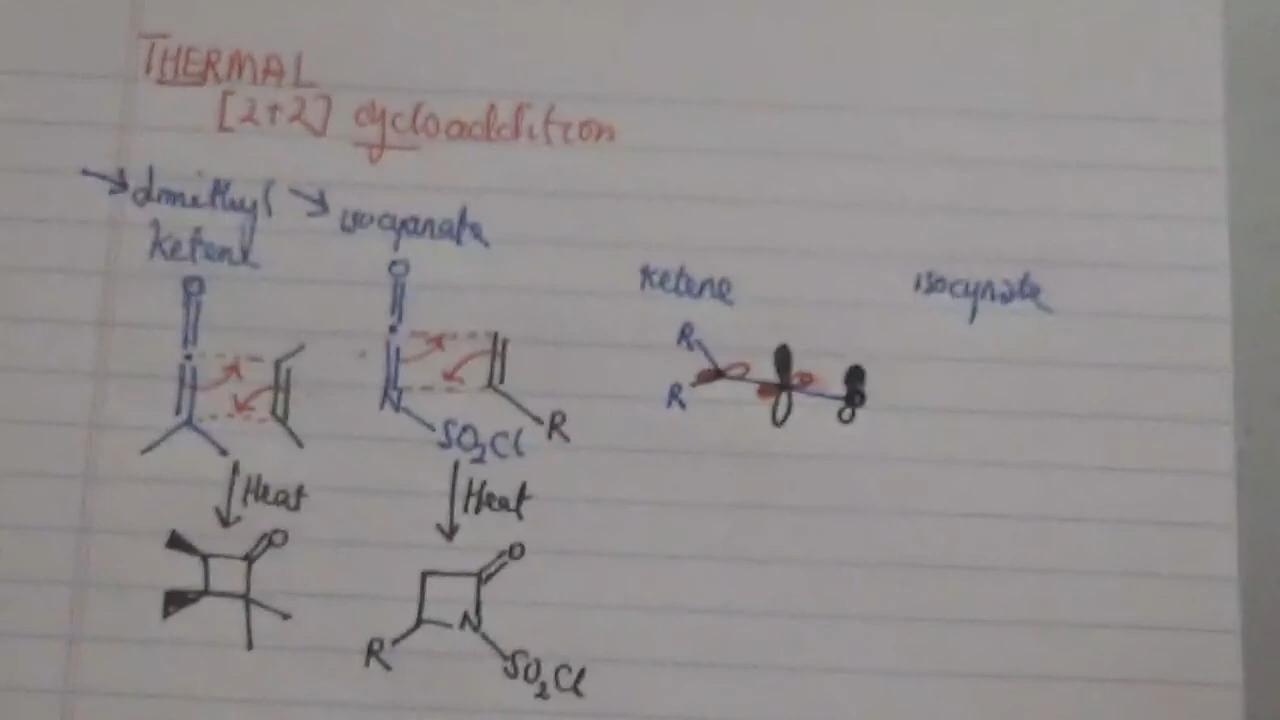 THERMAL
[2+2] cycloaddition
→ dimethyl → isocyanate
ketene
O O
N
SO2Cl R
Heat Heat
O O
N
R
SO2Cl
ketene isocynate
R
R